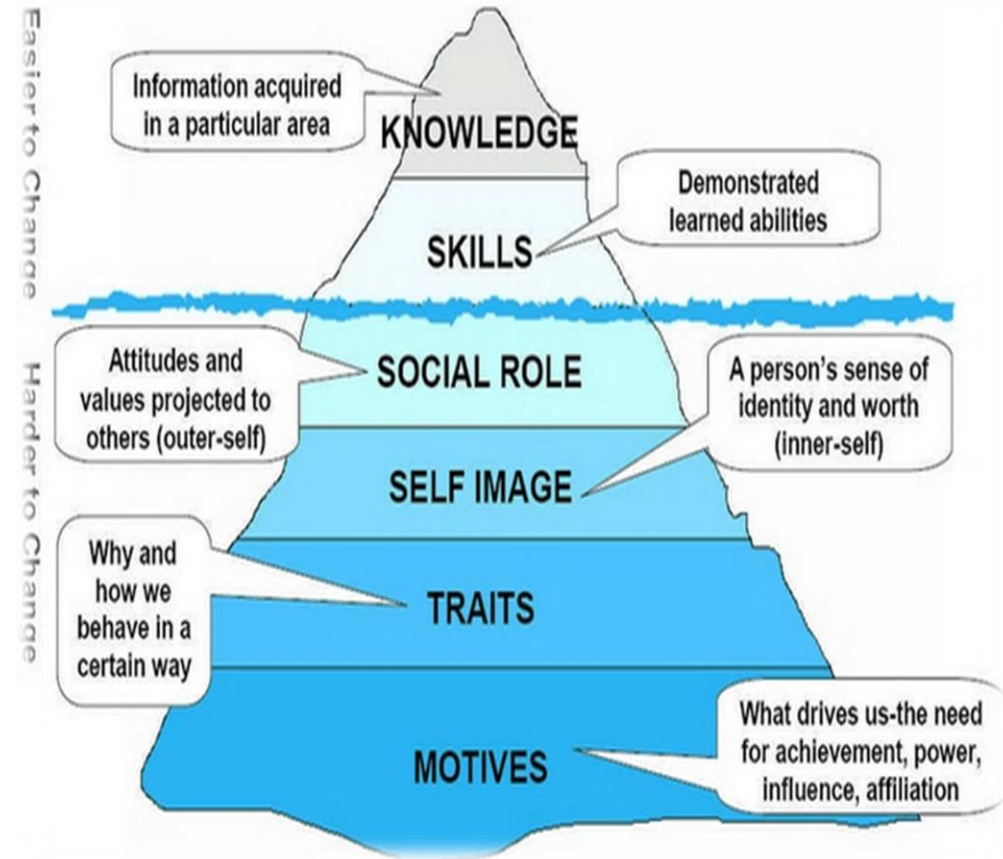 Easier to Change
Information acquired
in a particular area
KNOWLEDGE
Demonstrated
learned abilities
SKILLS
Harder to Change
Attitudes and
values projected to
others (outer-self)
SOCIAL ROLE
A person's sense of
identity and worth
(inner-self)
SELF IMAGE
Why and
how we
behave in a
certain way
TRAITS
What drives us-the need
for achievement, power,
influence, affiliation
MOTIVES